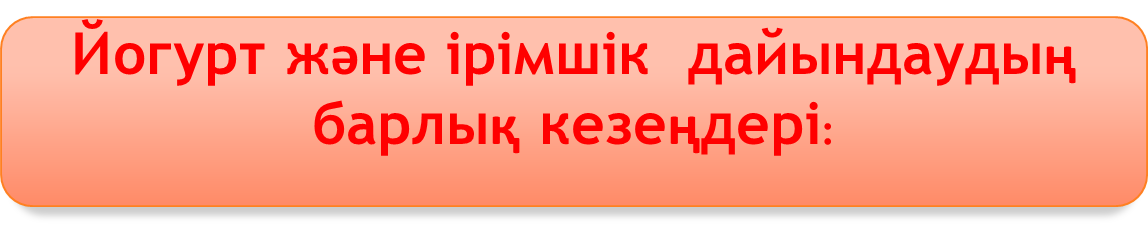 Йогурт және ірімшік дайындаудың
барлық кезеңдері: